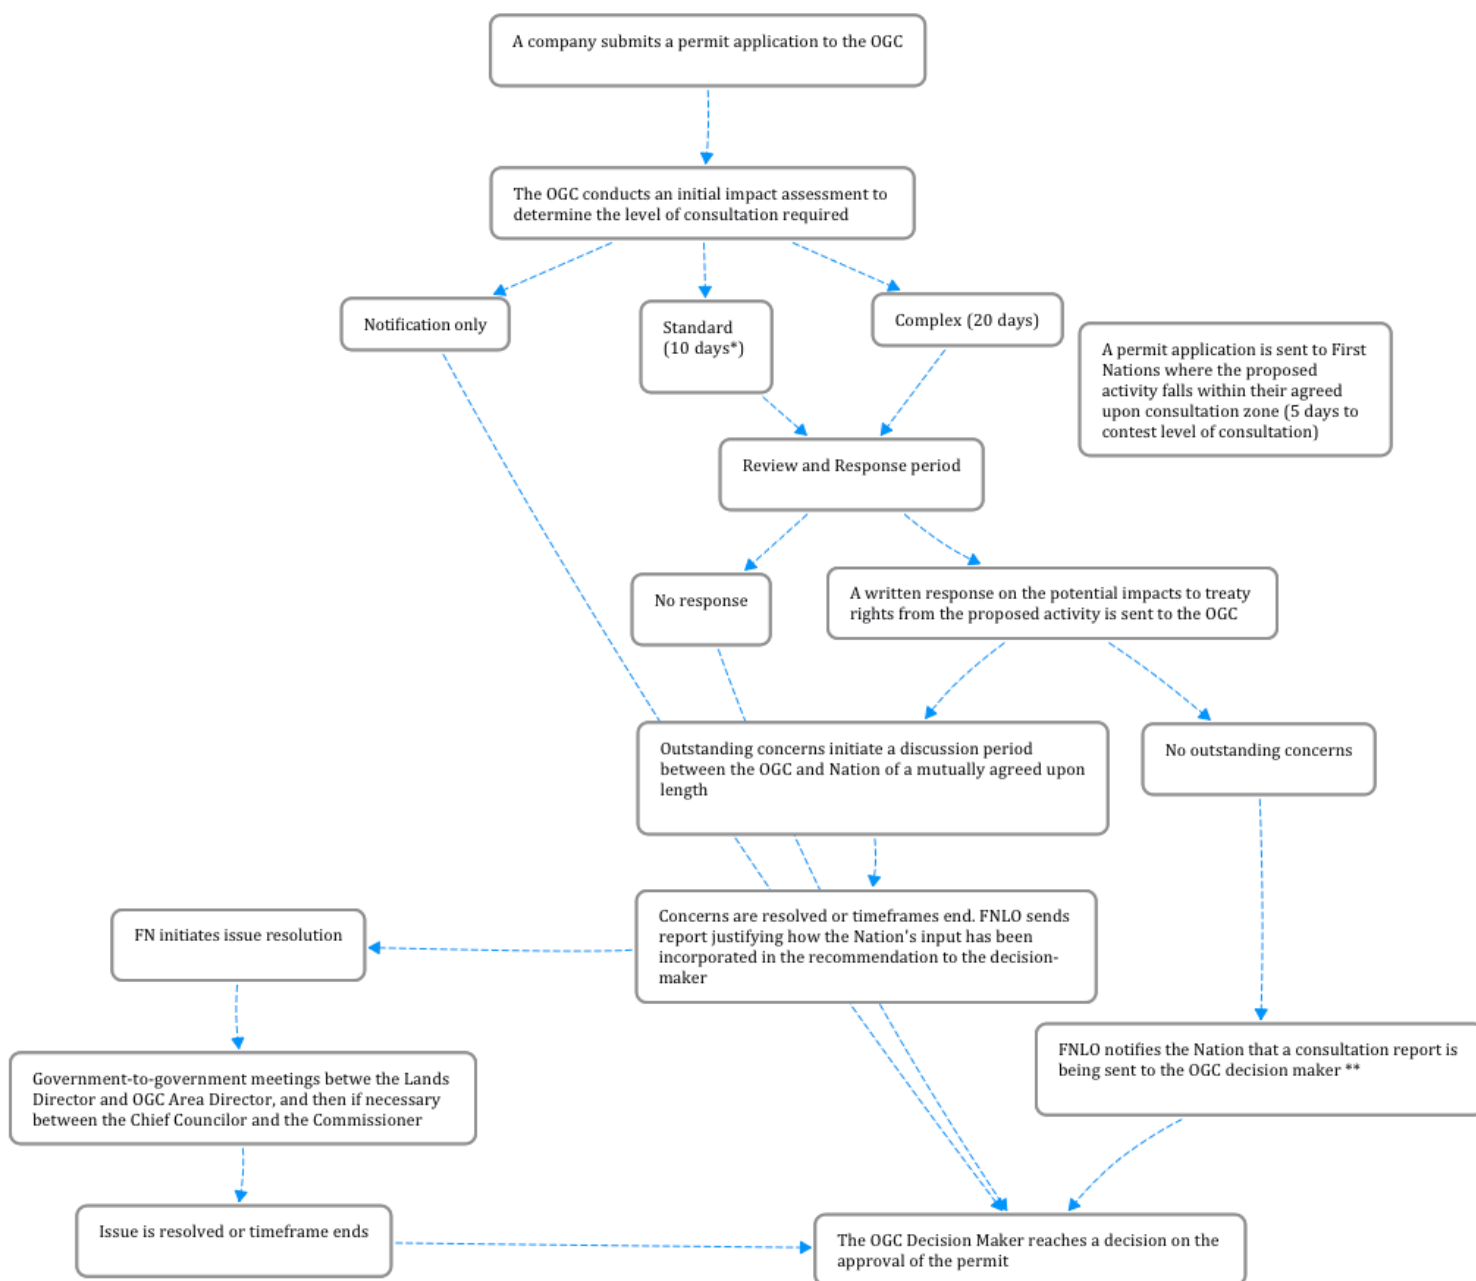 A company submits a permit application to the OGC
The OGC conducts an initial impact assessment to
determine the level of consultation required
Notification only
Standard
(10 days*)
Complex (20 days)
A permit application is sent to First
Nations where the proposed
activity falls within their agreed
upon consultation zone (5 days to
contest level of consultation)
Review and Response period
No response
A written response on the potential impacts to treaty
rights from the proposed activity is sent to the OGC
Outstanding concerns initiate a discussion period
between the OGC and Nation of a mutually agreed upon
length
No outstanding concerns
Concerns are resolved or timeframes end. FNLO sends
report justifying how the Nation's input has been
incorporated in the recommendation to the decision-
maker
FN initiates issue resolution
FNLO notifies the Nation that a consultation report is
being sent to the OGC decision maker **
Government-to-government meetings betwe the Lands
Director and OGC Area Director, and then if necessary
between the Chief Councilor and the Commissioner
Issue is resolved or timeframe ends
The OGC Decision Maker reaches a decision on the
approval of the permit